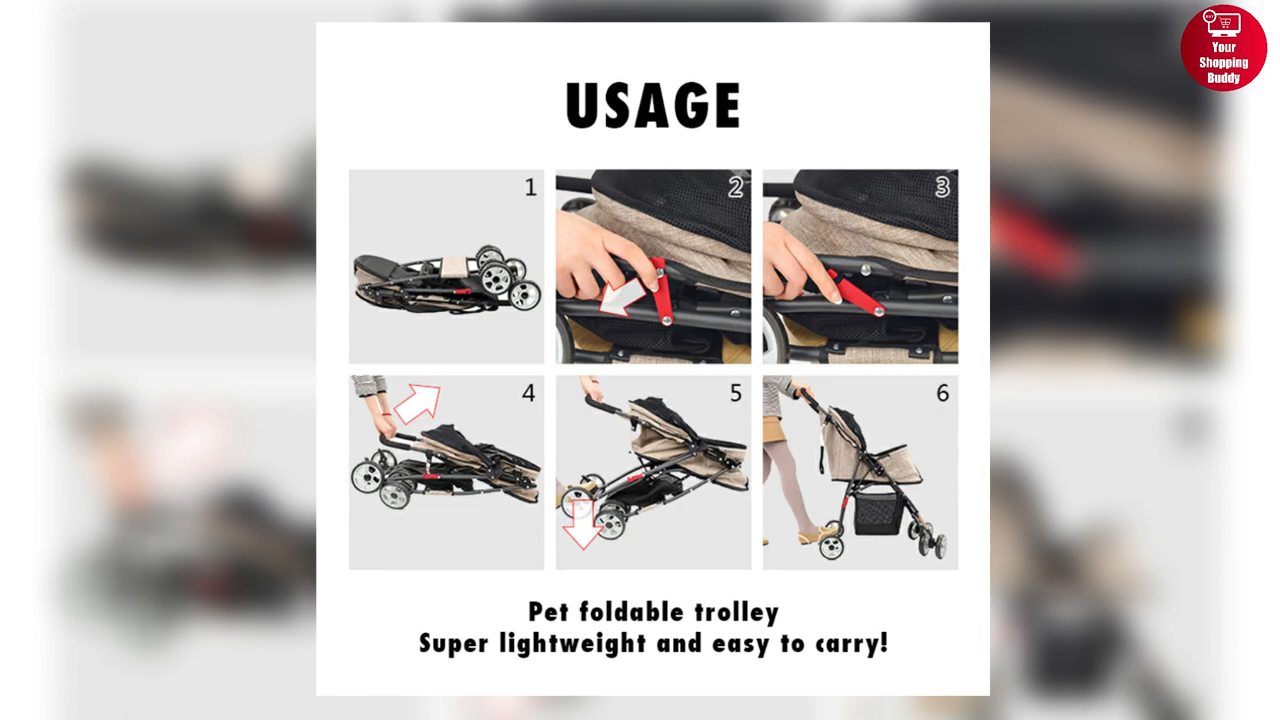 Your
Shopping
Buddy
USAGE
1
2
3
4
5
6
Pet foldable trolley
Super lightweight and easy to carry!